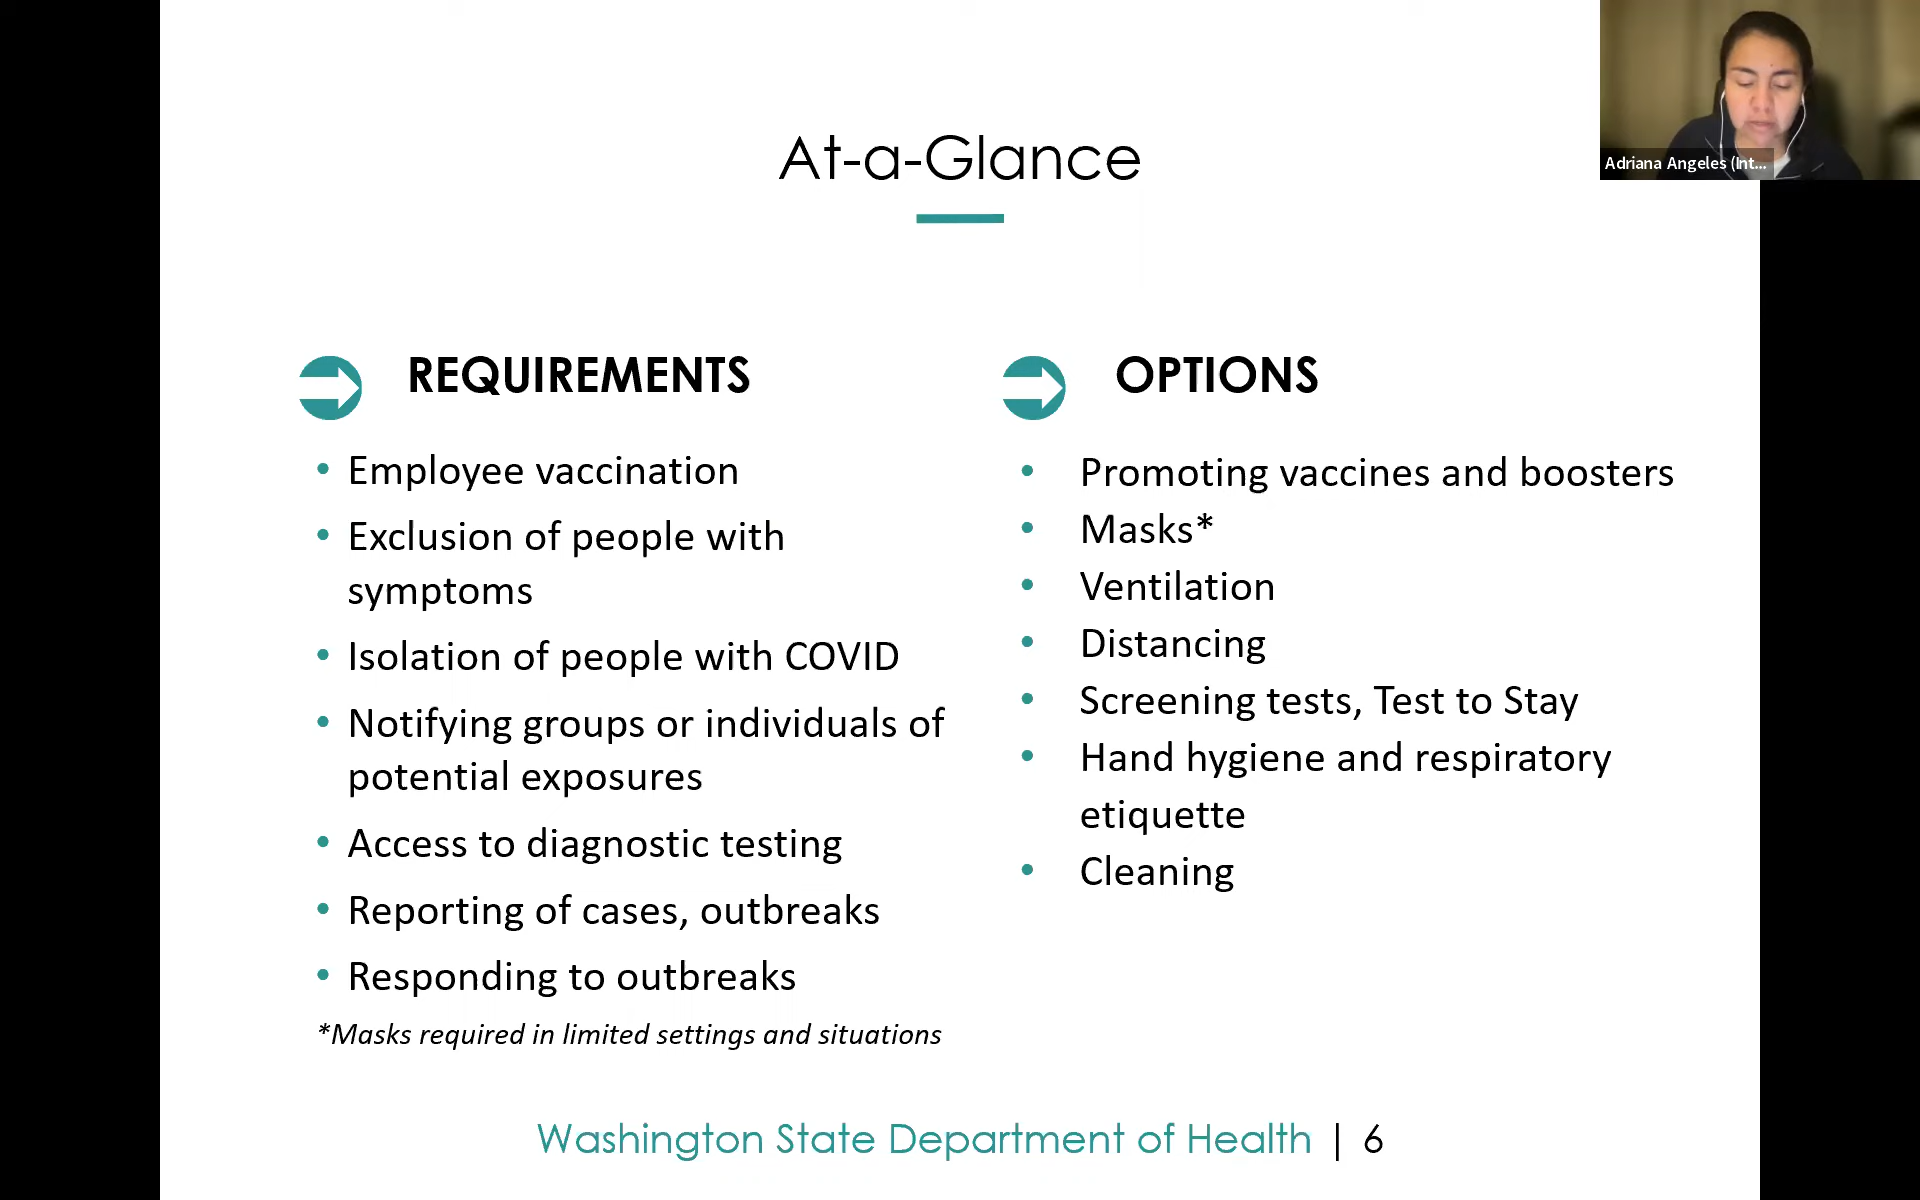 Adriana Angeles (Int...
At-a-Glance
REQUIREMENTS
• Employee vaccination
• Exclusion of people with
symptoms
• Isolation of people with COVID
• Notifying groups or individuals of
potential exposures
• Access to diagnostic testing
• Reporting of cases, outbreaks
• Responding to outbreaks
*Masks required in limited settings and situations
OPTIONS
• Promoting vaccines and boosters
• Masks*
• Ventilation
• Distancing
• Screening tests, Test to Stay
• Hand hygiene and respiratory
etiquette
• Cleaning
Washington State Department of Health | 6